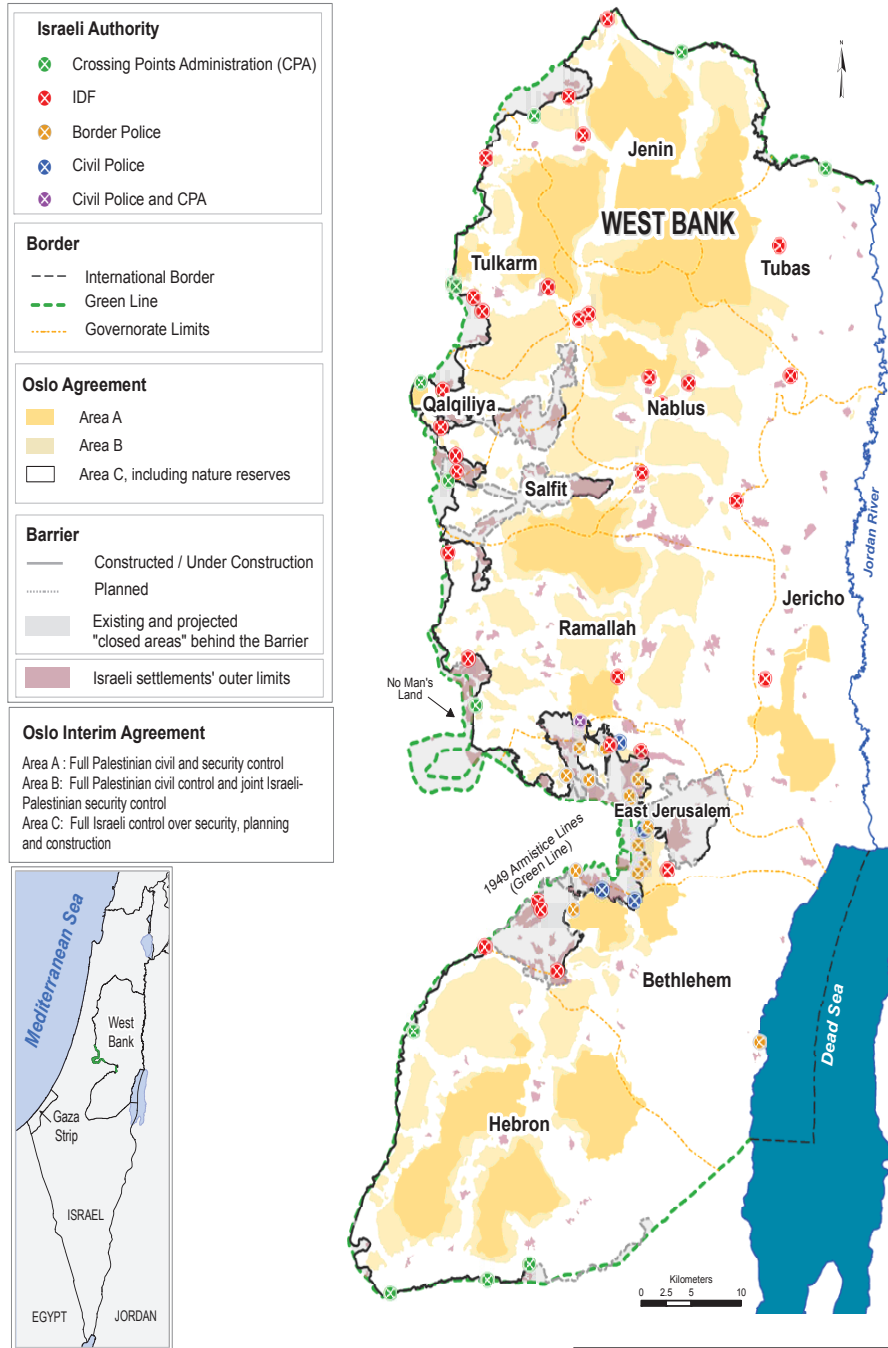 Israeli Authority
Crossing Points Administration (CPA)
IDF
Border Police
Civil Police
Civil Police and CPA
Border
International Border
Green Line
Governorate Limits
Oslo Agreement
Area A
Area B
Area C, including nature reserves
Barrier
Constructed / Under Construction
Planned
Existing and projected
"closed areas" behind the Barrier
Israeli settlements' outer limits
Oslo Interim Agreement
Area A : Full Palestinian civil and security control
Area B: Full Palestinian civil control and joint Israeli-
Palestinian security control
Area C: Full Israeli control over security, planning
and construction
Mediterranean Sea
West
Bank
Gaza
Strip
ISRAEL
EGYPT
JORDAN
N
Jenin
WEST BANK
Tubas
Tulkarm
Qalqiliya
Nablus
Salfit
Jordan River
Jericho
Ramallah
No Man's
Land
East Jerusalem
1949 Armistice Lines
(Green Line)
Bethlehem
Dead Sea
Hebron
Kilometers
0 2.5 5 10